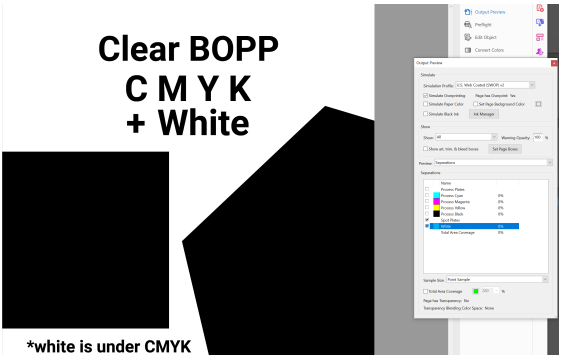 Clear BOPP
C M Y K
+ White
*white is under CMYK
Output Preview
Preflight
Edit Object
Convert Colors
Output Preview
Simulate
Simulation Profile: U.S. Web Coated (SWOP) v2
Simulate Overprinting Page has Overprint: Yes
Simulate Paper Color Set Page Background Color
Simulate Black Ink Ink Manager
Show
Show: All Warning Opacity: 100 %
Show art, trim, & bleed boxes Set Page Boxes
Preview: Separations
Separations
Name
Process Plates
Process Cyan 0%
Process Magenta 0%
Process Yellow 0%
Process Black 0%
Spot Plates
White 0%
Total Area Coverage 0%
Sample Size: Point Sample
Total Area Coverage 280 %
Page has Transparency: No
Transparency Blending Color Space: None